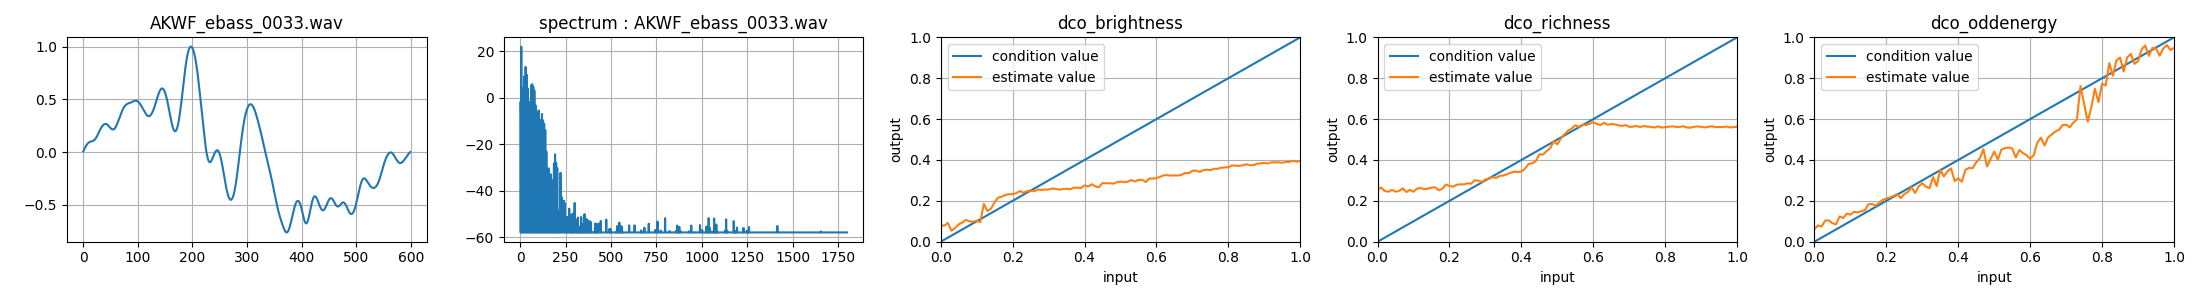 AKWF_ebass_0033.wav
1.0
0.5
0.0
−0.5
0 100 200 300 400 500 600
spectrum : AKWF_ebass_0033.wav
20
0
−20
−40
−60
0 250 500 750 1000 1250 1500 1750
dco_brightness
condition value
estimate value
output
1.0
0.8
0.6
0.4
0.2
0.0
0.0 0.2 0.4 0.6 0.8 1.0
input
dco_richness
condition value
estimate value
output
1.0
0.8
0.6
0.4
0.2
0.0
0.0 0.2 0.4 0.6 0.8 1.0
input
dco_oddenergy
condition value
estimate value
output
1.0
0.8
0.6
0.4
0.2
0.0
0.0 0.2 0.4 0.6 0.8 1.0
input